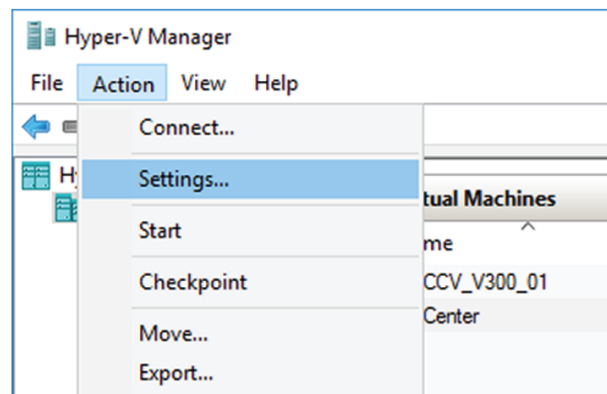 Hyper-V Manager
File Action View Help
Connect...
Settings...
tual Machines
Start
me
Checkpoint
CCV_V300_01
Center
Move...
Export...